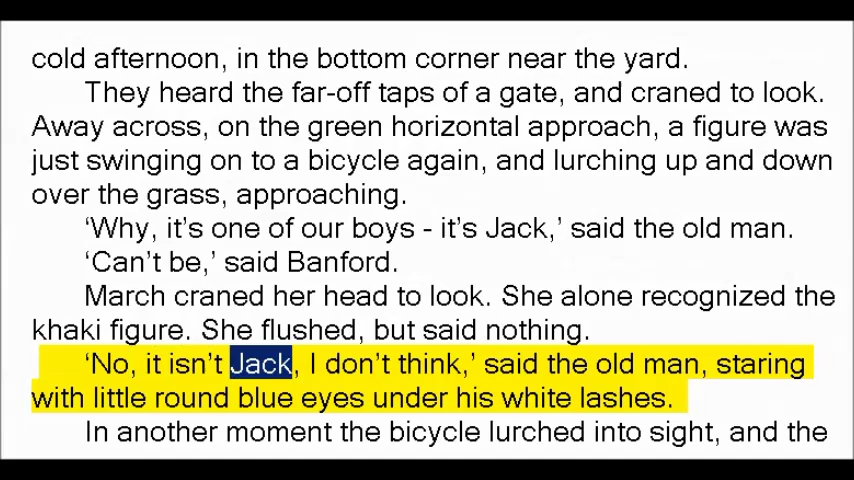 cold afternoon, in the bottom corner near the yard.
They heard the far-off taps of a gate, and craned to look.
Away across, on the green horizontal approach, a figure was
just swinging on to a bicycle again, and lurching up and down
over the grass, approaching.
‘Why, it’s one of our boys - it’s Jack,’ said the old man.
‘Can’t be,’ said Banford.
March craned her head to look. She alone recognized the
khaki figure. She flushed, but said nothing.
‘No, it isn’t Jack, I don’t think,’ said the old man, staring
with little round blue eyes under his white lashes.
In another moment the bicycle lurched into sight, and the